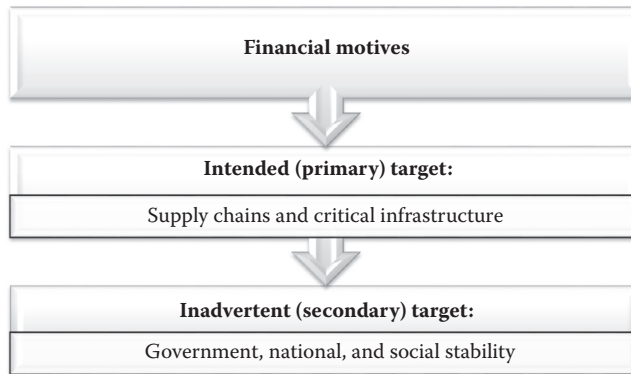 Financial motives
Intended (primary) target:
Supply chains and critical infrastructure
Inadvertent (secondary) target:
Government, national, and social stability